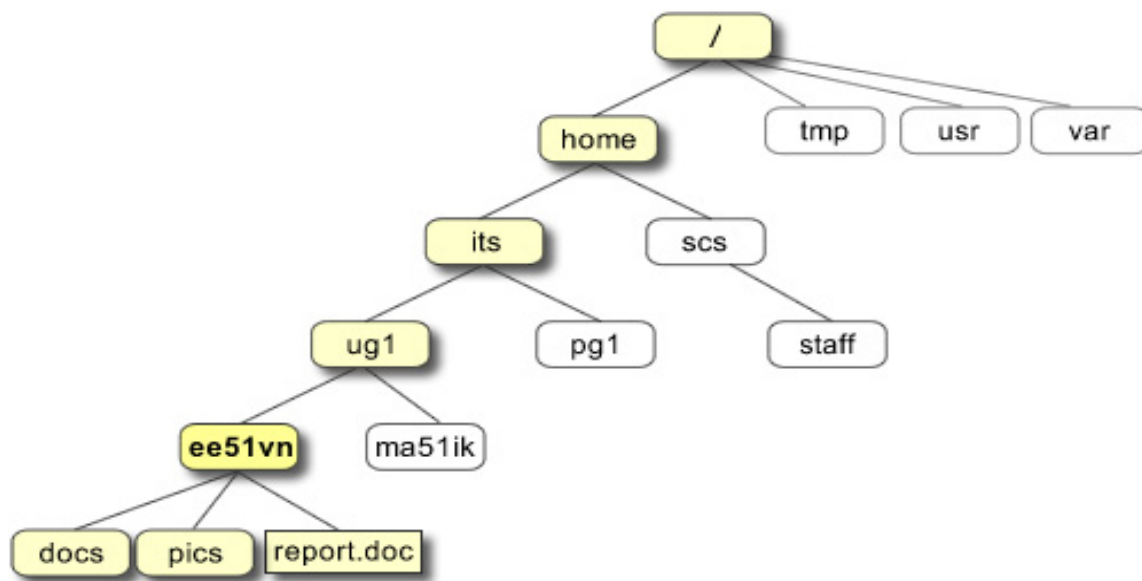 /
home
tmp
usr
var
its
scs
ug1
pg1
staff
ee51vn
ma51ik
docs
pics
report.doc